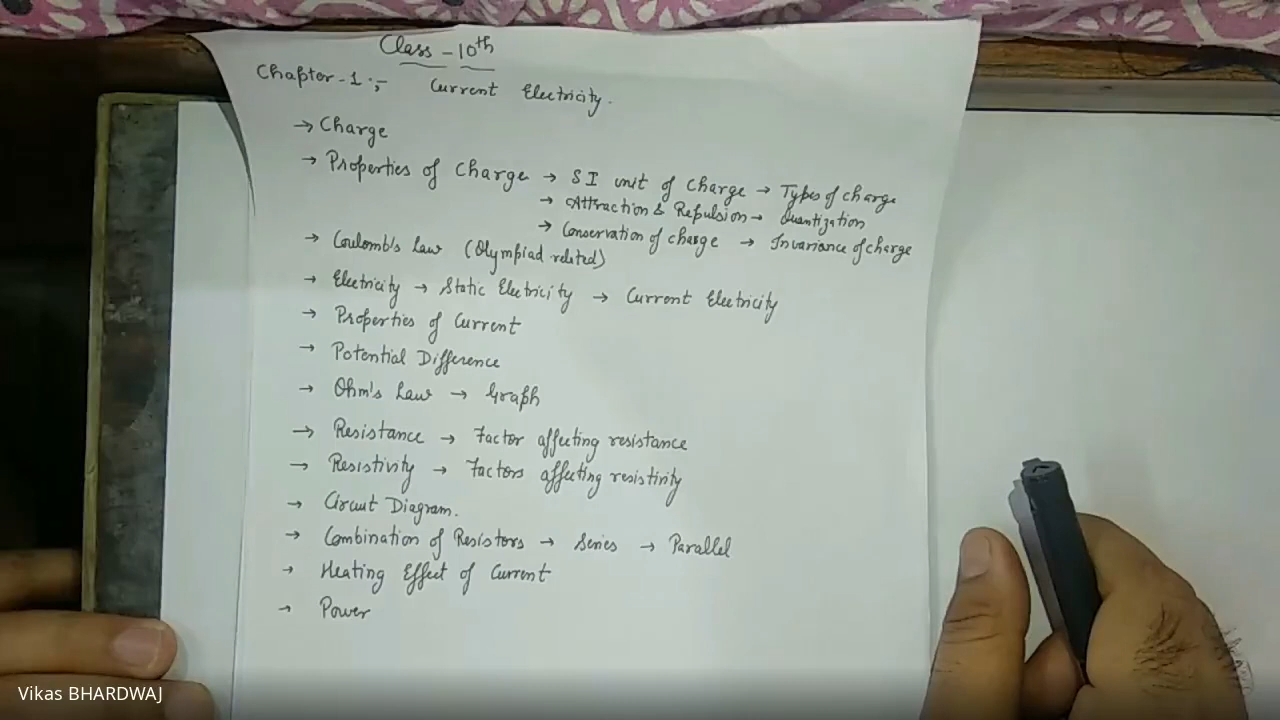 Class - 10th
Chapter - 1 :- Current Electricity.
→ Charge
→ Properties of Charge → SI unit of Charge → Types of charge
→ Attraction & Repulsion → Quantization
→ Conservation of charge → Invariance of charge
→ Coulomb's Law (Olympiad related)
→ Electricity → Static Electricity → Current Electricity
→ Properties of Current
→ Potential Difference
→ Ohm's Law → Graph
→ Resistance → Factor affecting resistance
→ Resistivity → Factors affecting resistivity
→ Circuit Diagram.
→ Combination of Resistors → Series → Parallel
→ Heating Effect of Current
→ Power
Vikas BHARDWAJ